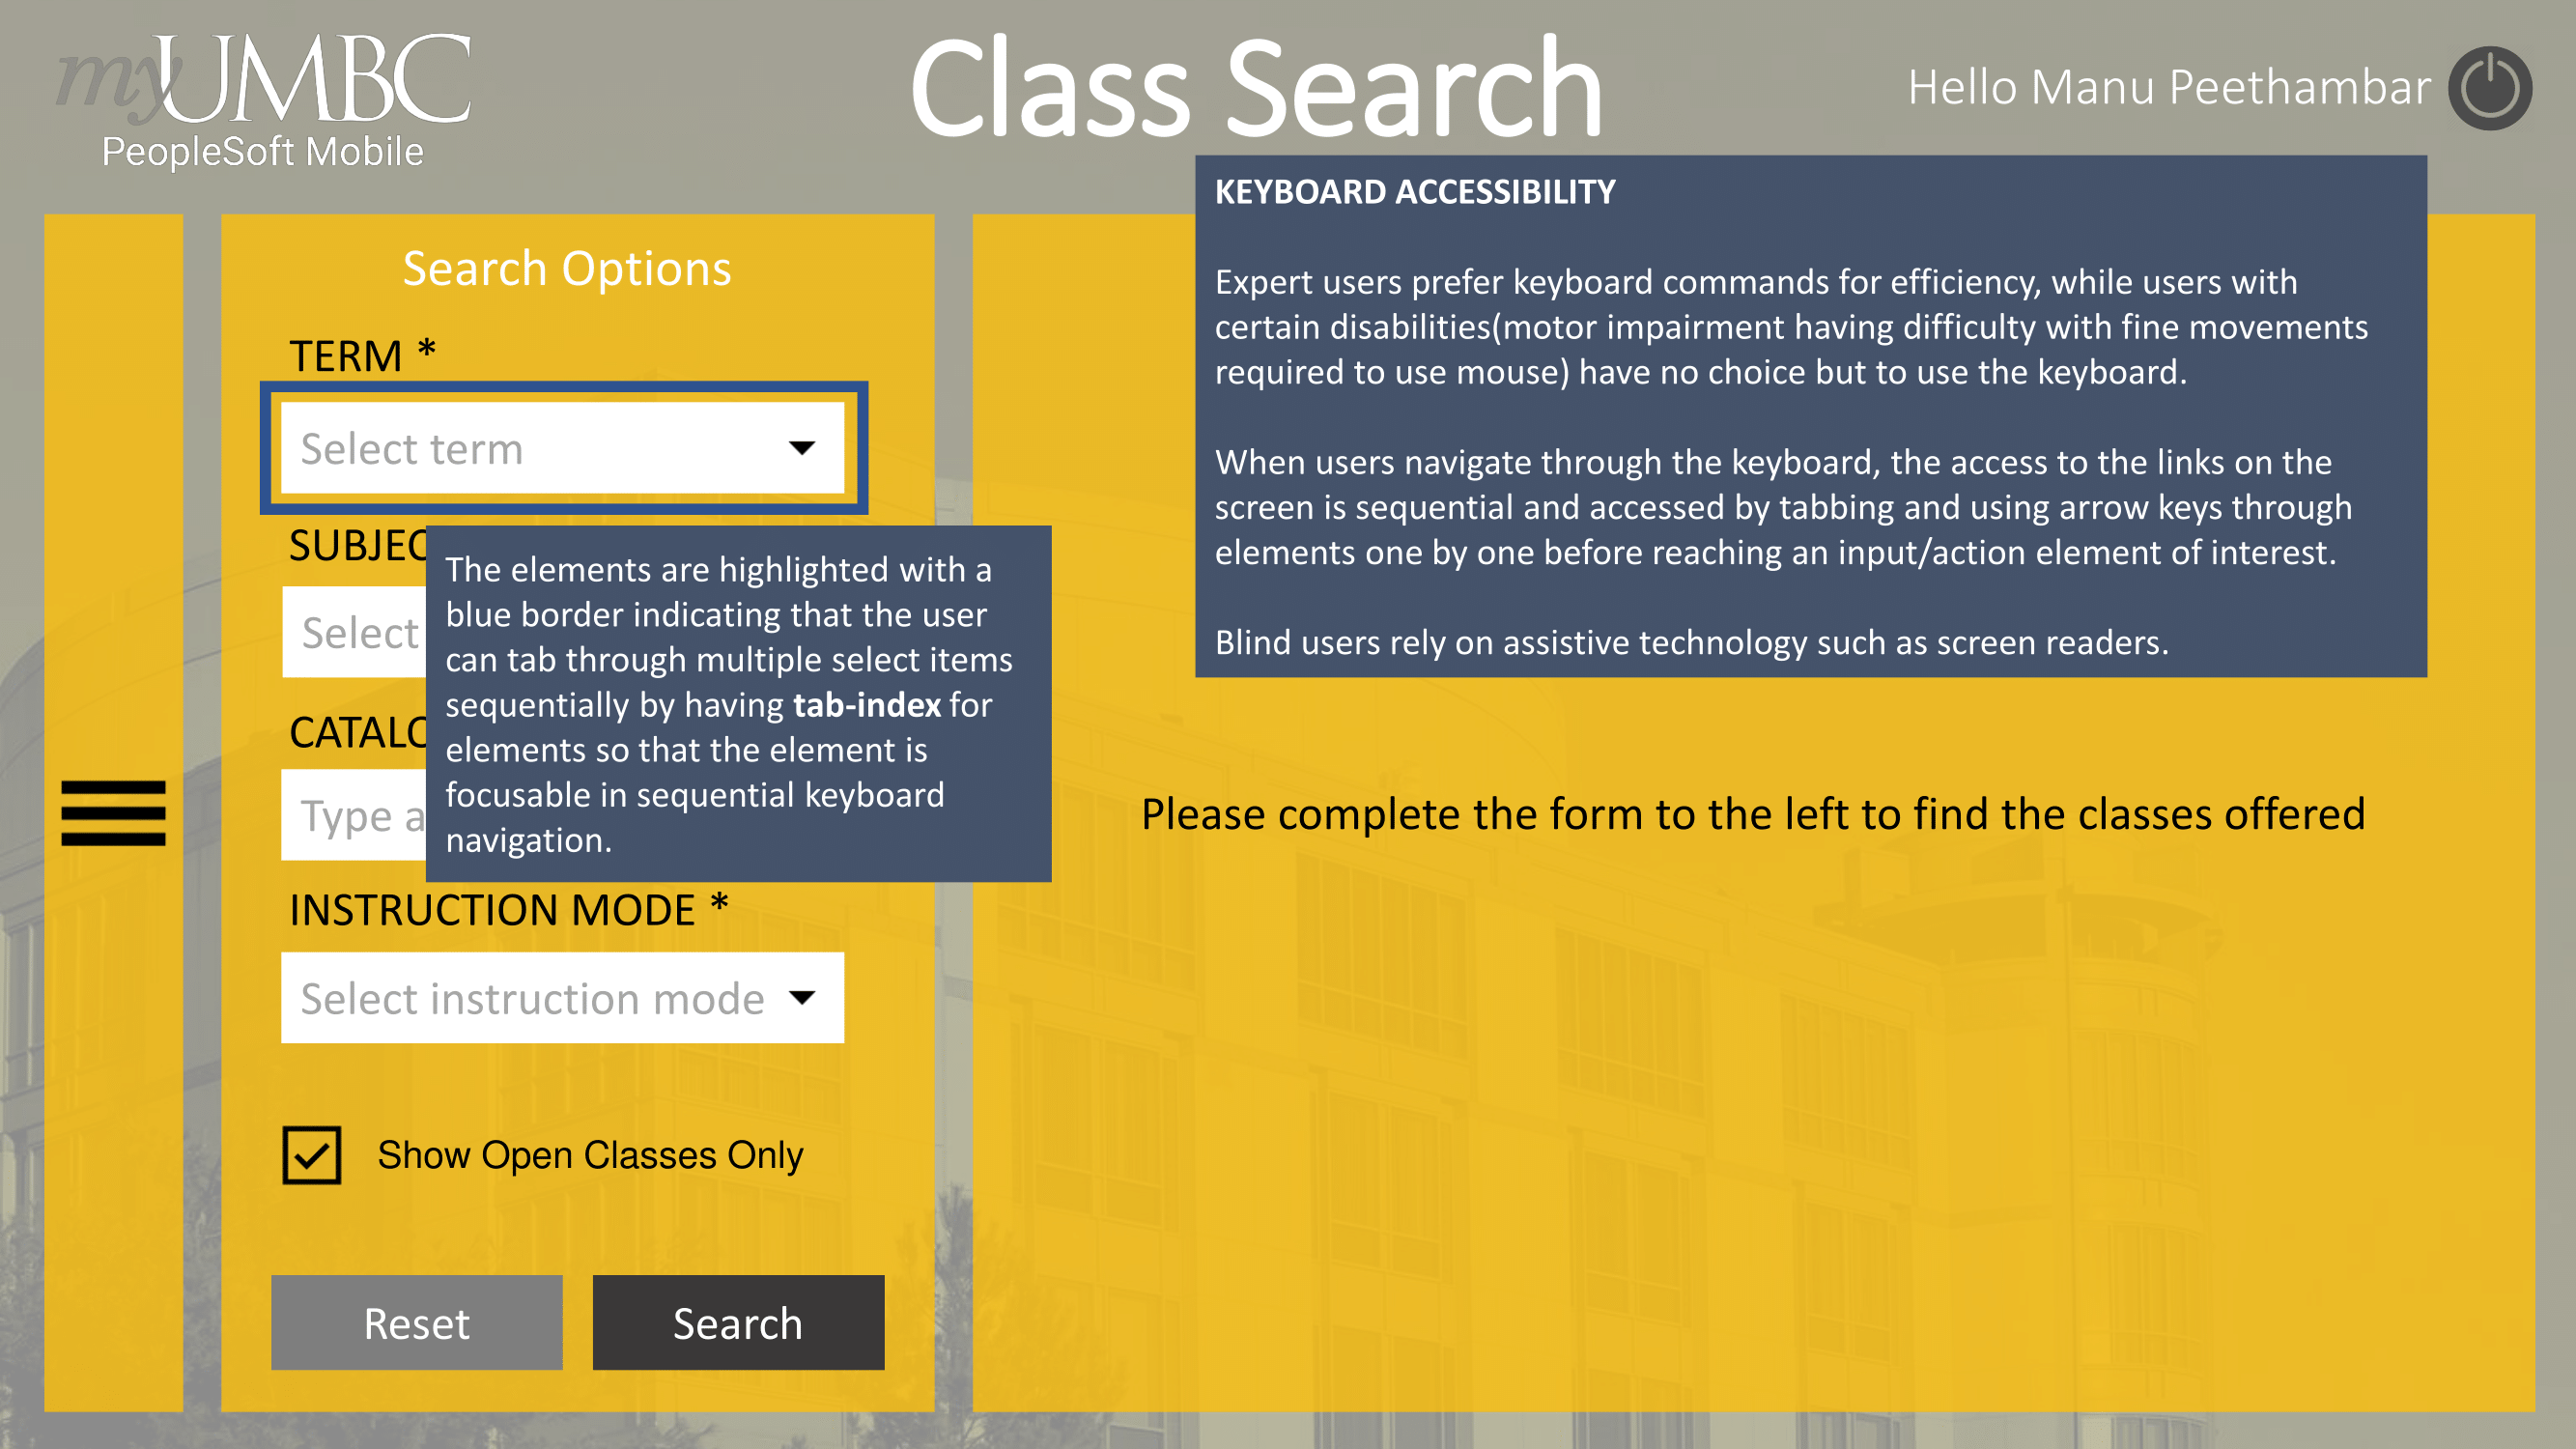 myUMBC
PeopleSoft Mobile
Class Search
Hello Manu Peethambar
KEYBOARD ACCESSIBILITY
Expert users prefer keyboard commands for efficiency, while users with
certain disabilities(motor impairment having difficulty with fine movements
required to use mouse) have no choice but to use the keyboard.
When users navigate through the keyboard, the access to the links on the
screen is sequential and accessed by tabbing and using arrow keys through
elements one by one before reaching an input/action element of interest.
Blind users rely on assistive technology such as screen readers.
Search Options
TERM *
Select term
SUBJEC
Select
The elements are highlighted with a
blue border indicating that the user
can tab through multiple select items
sequentially by having tab-index for
elements so that the element is
focusable in sequential keyboard
navigation.
CATALO
Type a
INSTRUCTION MODE *
Select instruction mode
Show Open Classes Only
Reset
Search
Please complete the form to the left to find the classes offered